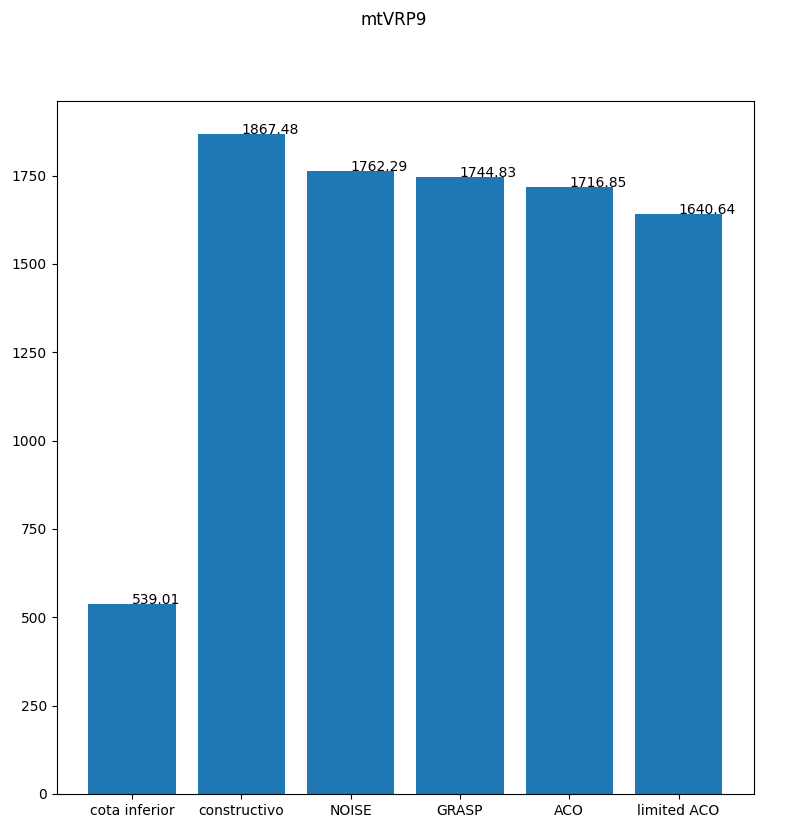 mtVRP9
1867.48
1762.29
1744.83
1716.85
1640.64
539.01
1750
1500
1250
1000
750
500
250
0
cota inferior
constructivo
NOISE
GRASP
ACO
limited ACO